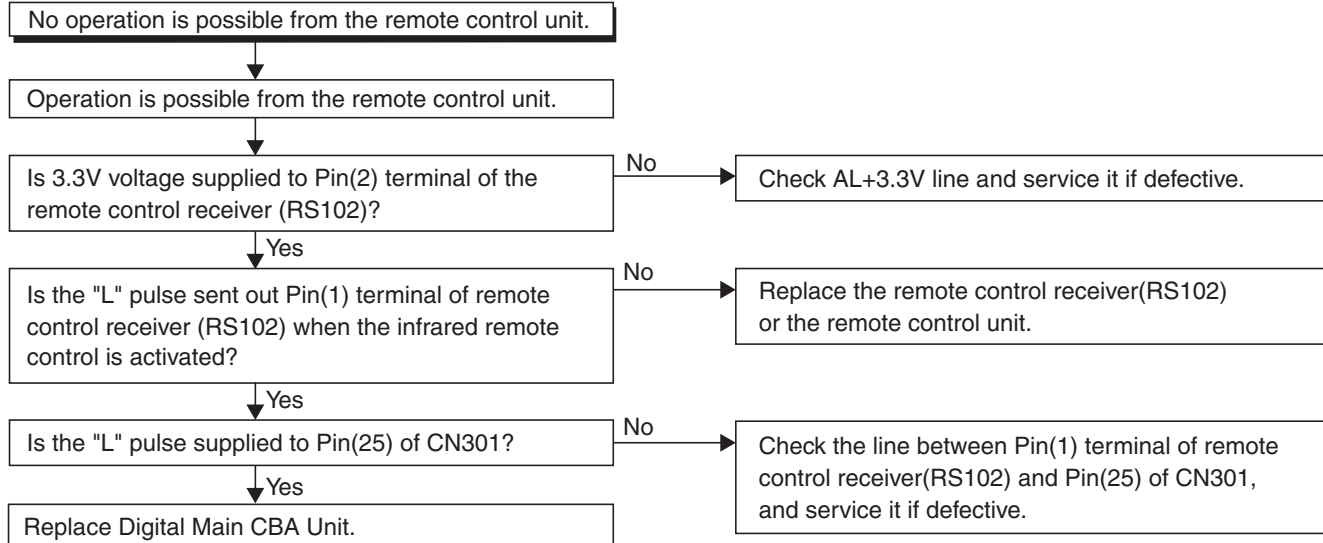 No operation is possible from the remote control unit.
Operation is possible from the remote control unit.
Is 3.3V voltage supplied to Pin(2) terminal of the
remote control receiver (RS102)?
No
Check AL+3.3V line and service it if defective.
Yes
Is the "L" pulse sent out Pin(1) terminal of remote
control receiver (RS102) when the infrared remote
control is activated?
No
Replace the remote control receiver(RS102)
or the remote control unit.
Yes
Is the "L" pulse supplied to Pin(25) of CN301?
No
Check the line between Pin(1) terminal of remote
control receiver(RS102) and Pin(25) of CN301,
and service it if defective.
Yes
Replace Digital Main CBA Unit.